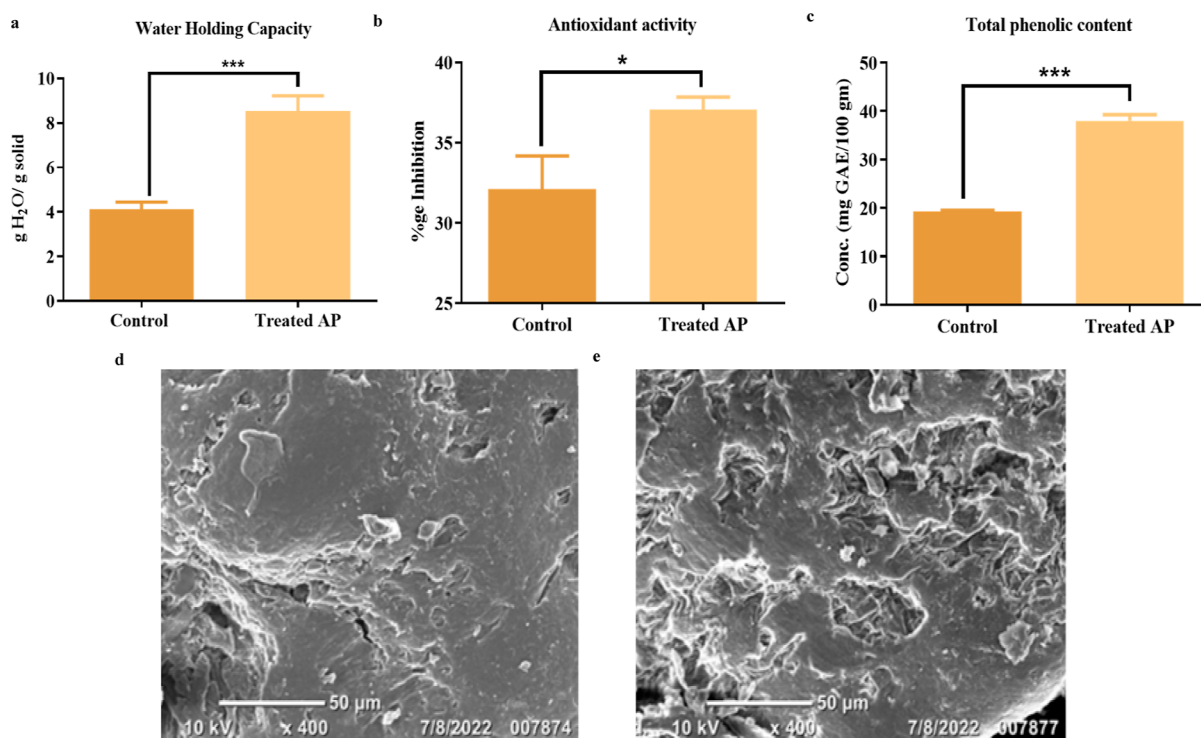 a
Water Holding Capacity
***
10
8
6
4
2
0
g H₂O/ g solid
Control
Treated AP
b
Antioxidant activity
*
40
35
30
25
%ge Inhibition
Control
Treated AP
c
Total phenolic content
***
50
40
30
20
10
0
Conc. (mg GAE/100 gm)
Control
Treated AP
d
50 µm
10 kV x 400 7/8/2022 007874
e
50 µm
10 kV x 400 7/8/2022 007877